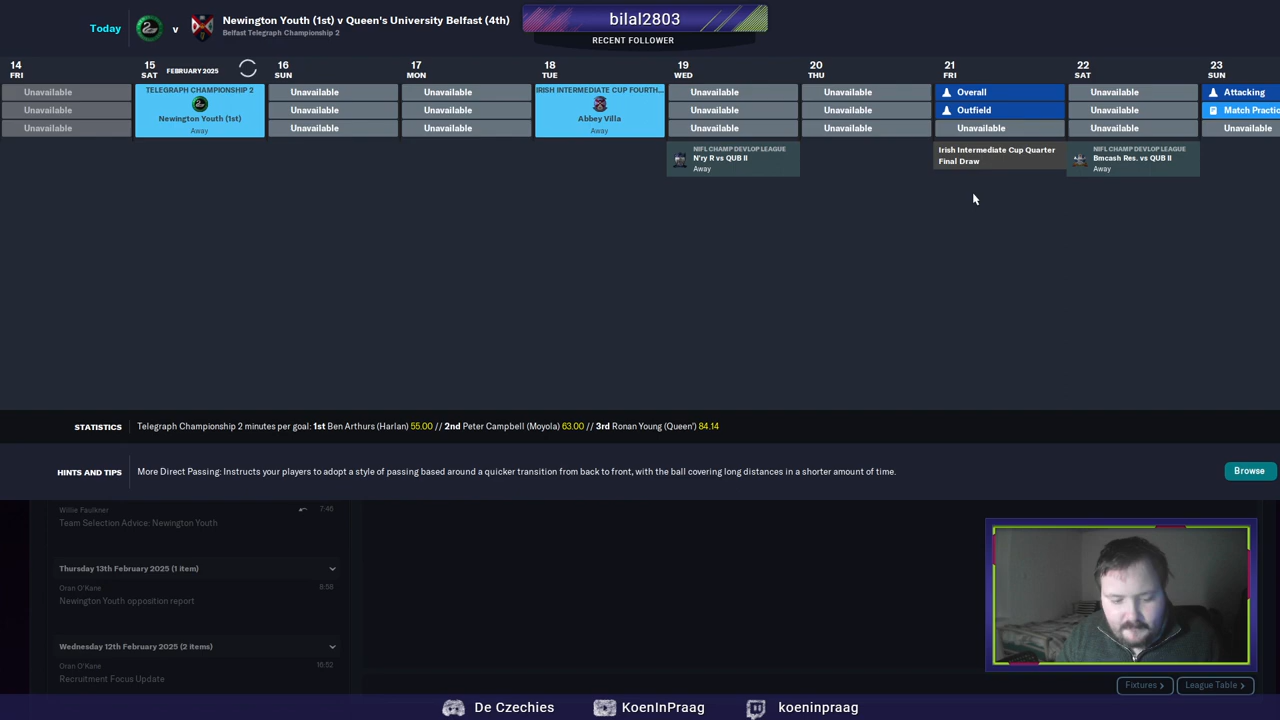 Today
v
Newington Youth (1st) v Queen's University Belfast (4th)
Belfast Telegraph Championship 2
bilal2803
RECENT FOLLOWER
14
FRI
15
SAT
FEBRUARY 2025
16
SUN
17
MON
18
TUE
19
WED
20
THU
21
FRI
22
SAT
23
SUN
Unavailable
Unavailable
Unavailable
TELEGRAPH CHAMPIONSHIP 2
Newington Youth (1st)
Away
Unavailable
Unavailable
Unavailable
Unavailable
Unavailable
Unavailable
IRISH INTERMEDIATE CUP FOURTH...
Abbey Villa
Away
Unavailable
Unavailable
Unavailable
NIFL CHAMP DEVLOP LEAGUE
N'ry R vs QUB II
Away
Unavailable
Unavailable
Unavailable
Overall
Outfield
Unavailable
Irish Intermediate Cup Quarter
Final Draw
Unavailable
Unavailable
Unavailable
NIFL CHAMP DEVLOP LEAGUE
Bmcash Res. vs QUB II
Away
Attacking
Match Practic
Unavailable
STATISTICS
Telegraph Championship 2 minutes per goal: 1st Ben Arthurs (Harlan) 55.00 // 2nd Peter Campbell (Moyola) 63.00 // 3rd Ronan Young (Queen') 84.14
HINTS AND TIPS
More Direct Passing: Instructs your players to adopt a style of passing based around a quicker transition from back to front, with the ball covering long distances in a shorter amount of time.
Browse
Willie Faulkner
7:46
Team Selection Advice: Newington Youth
Thursday 13th February 2025 (1 item)
Oran O'Kane
8:58
Newington Youth opposition report
Wednesday 12th February 2025 (2 items)
Oran O'Kane
16:52
Recruitment Focus Update
Fixtures >
League Table >
De Czechies
KoenInPraag
koeninpraag